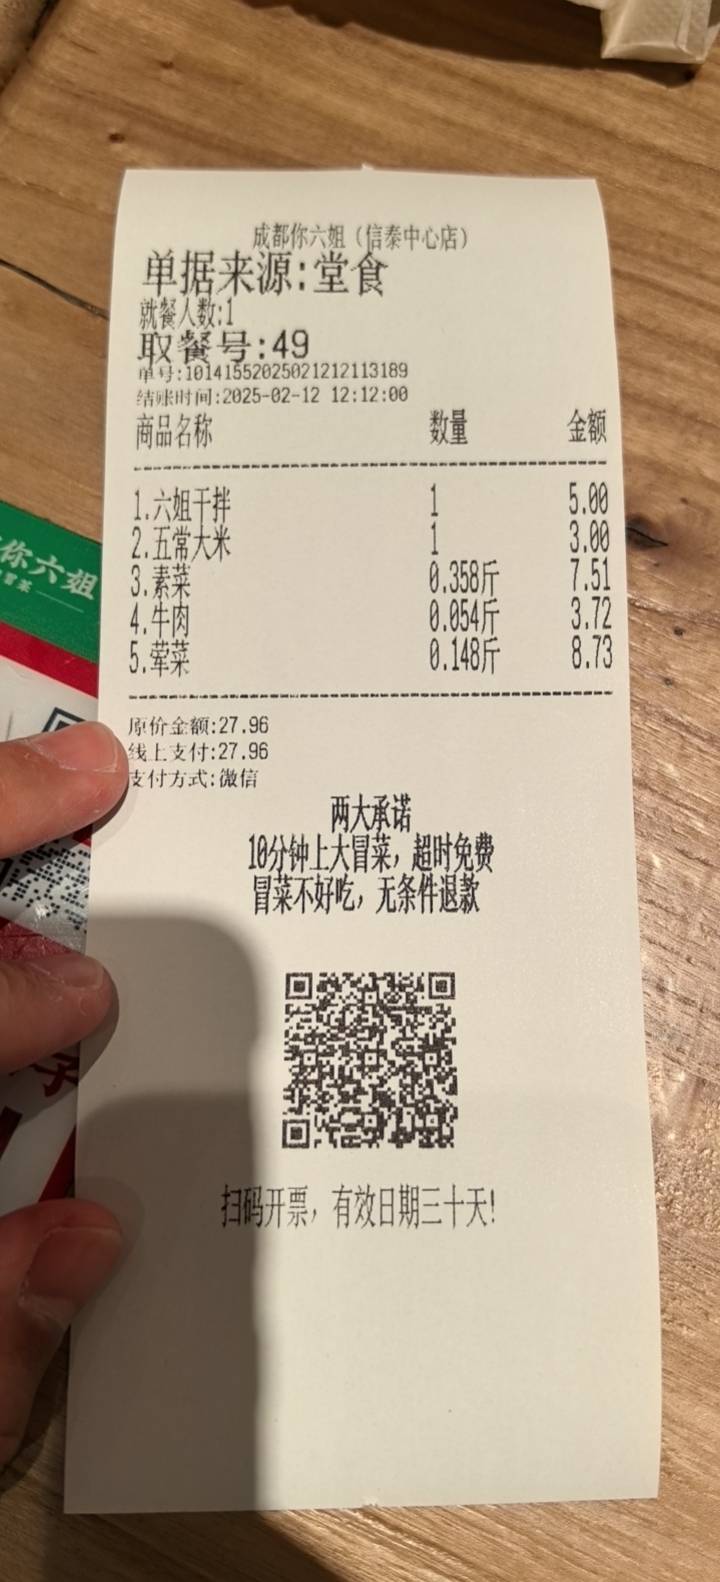 成都你六姐（信泰中心店）
单据来源:堂食
就餐人数:1
取餐号:49
单号:10141552025021212113189
结账时间:2025-02-12 12:12:00
商品名称 数量 金额
1.六姐干拌 1 5.00
2.五常大米 1 3.00
3.素菜 0.358斤 7.51
4.牛肉 0.054斤 3.72
5.荤菜 0.148斤 8.73
原价金额:27.96
线上支付:27.96
支付方式:微信
两大承诺
10分钟上大冒菜，超时免费
冒菜不好吃，无条件退款
扫码开票，有效日期三十天!
你六姐
冒菜